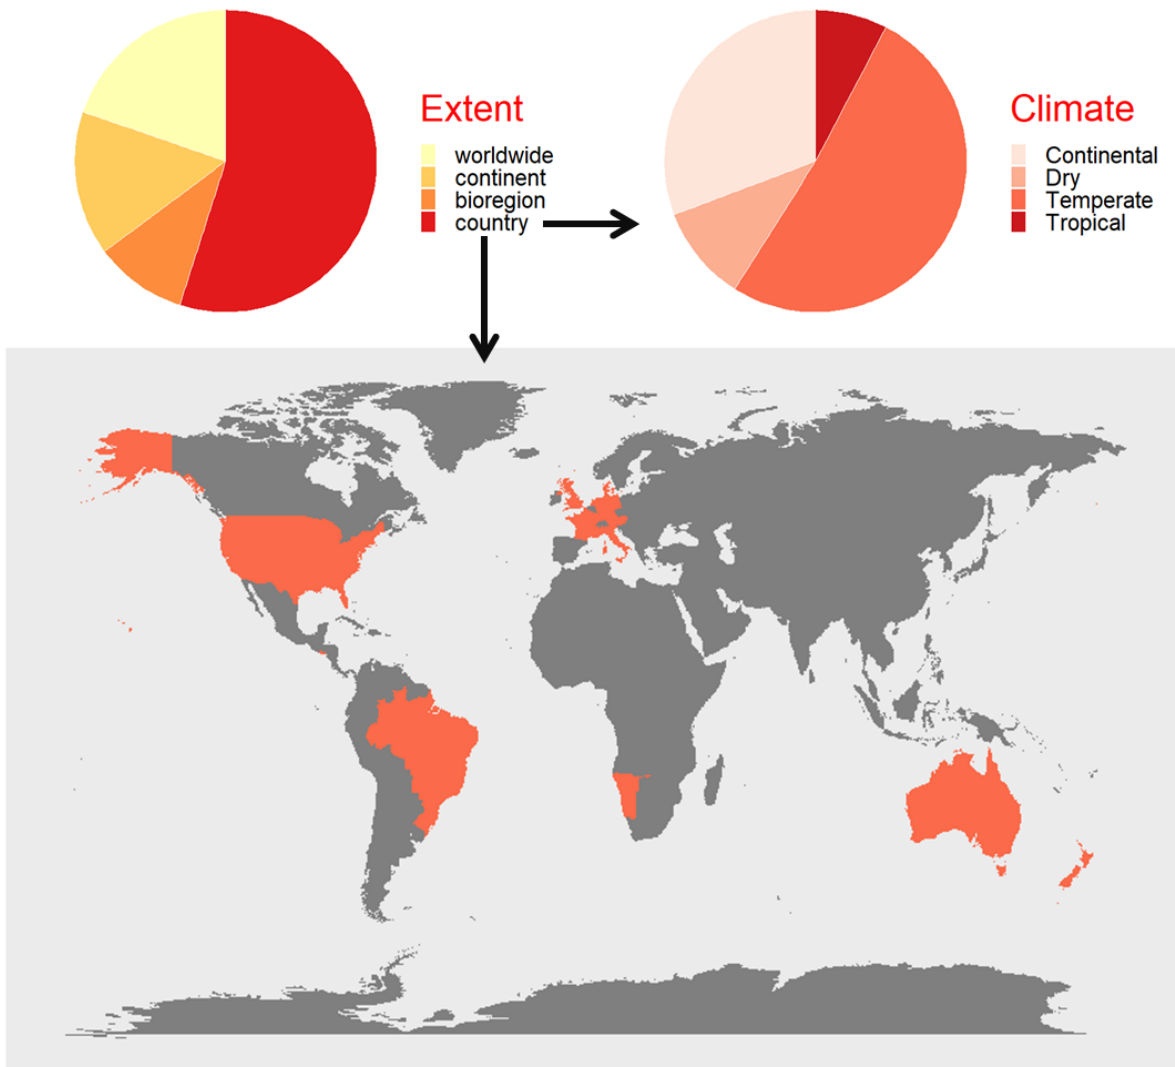 Extent
worldwide
continent
bioregion
country
Climate
Continental
Dry
Temperate
Tropical